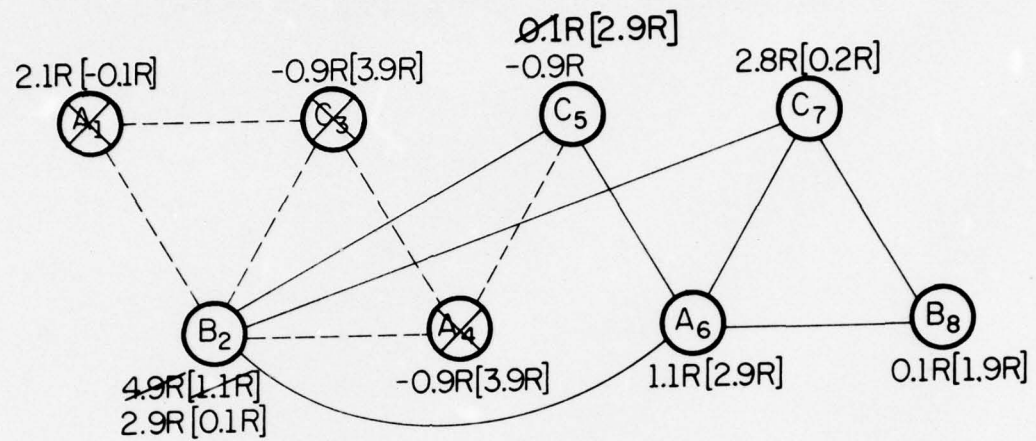 0.1R[2.9R]
2.1R[-0.1R]
-0.9R[3.9R]
-0.9R
2.8R[0.2R]
A1
C3
C5
C7
B2
A4
A6
B8
4.9R[1.1R]
-0.9R[3.9R]
1.1R[2.9R]
0.1R[1.9R]
2.9R[0.1R]